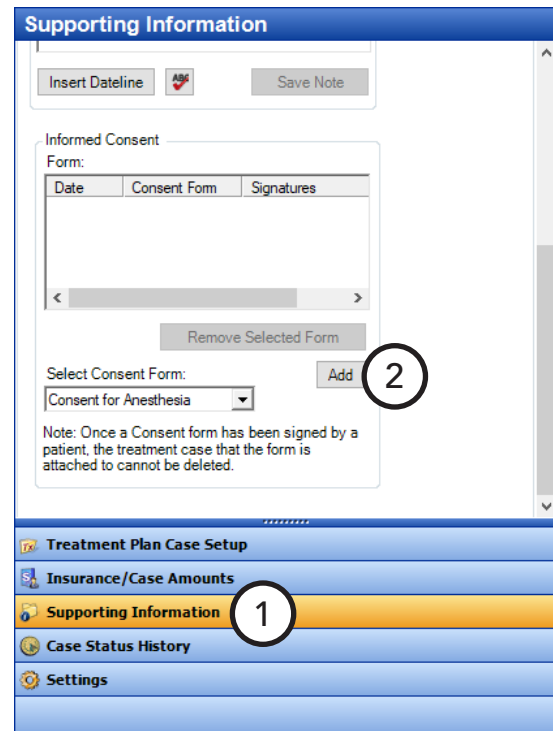 Supporting Information
Insert Dateline ABC Save Note
Informed Consent
Form:
Date Consent Form Signatures
Remove Selected Form
Select Consent Form: Add 2
Consent for Anesthesia
Note: Once a Consent form has been signed by a
patient, the treatment case that the form is
attached to cannot be deleted.
Treatment Plan Case Setup
Insurance/Case Amounts
Supporting Information 1
Case Status History
Settings